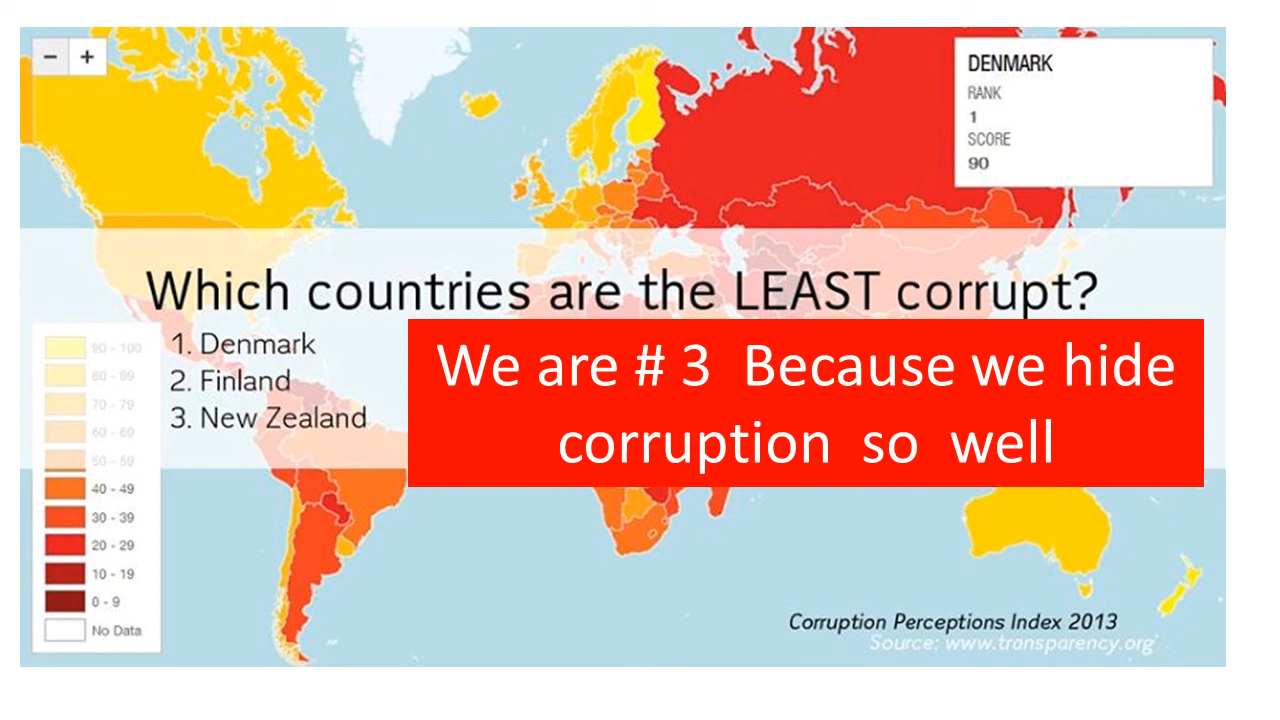 − +
DENMARK
RANK
1
SCORE
90
Which countries are the LEAST corrupt?
1. Denmark
2. Finland
3. New Zealand
We are # 3 Because we hide
corruption so well
90 - 100
80 - 89
70 - 79
60 - 69
50 - 59
40 - 49
30 - 39
20 - 29
10 - 19
0 - 9
No Data
Corruption Perceptions Index 2013
Source: www.transparency.org